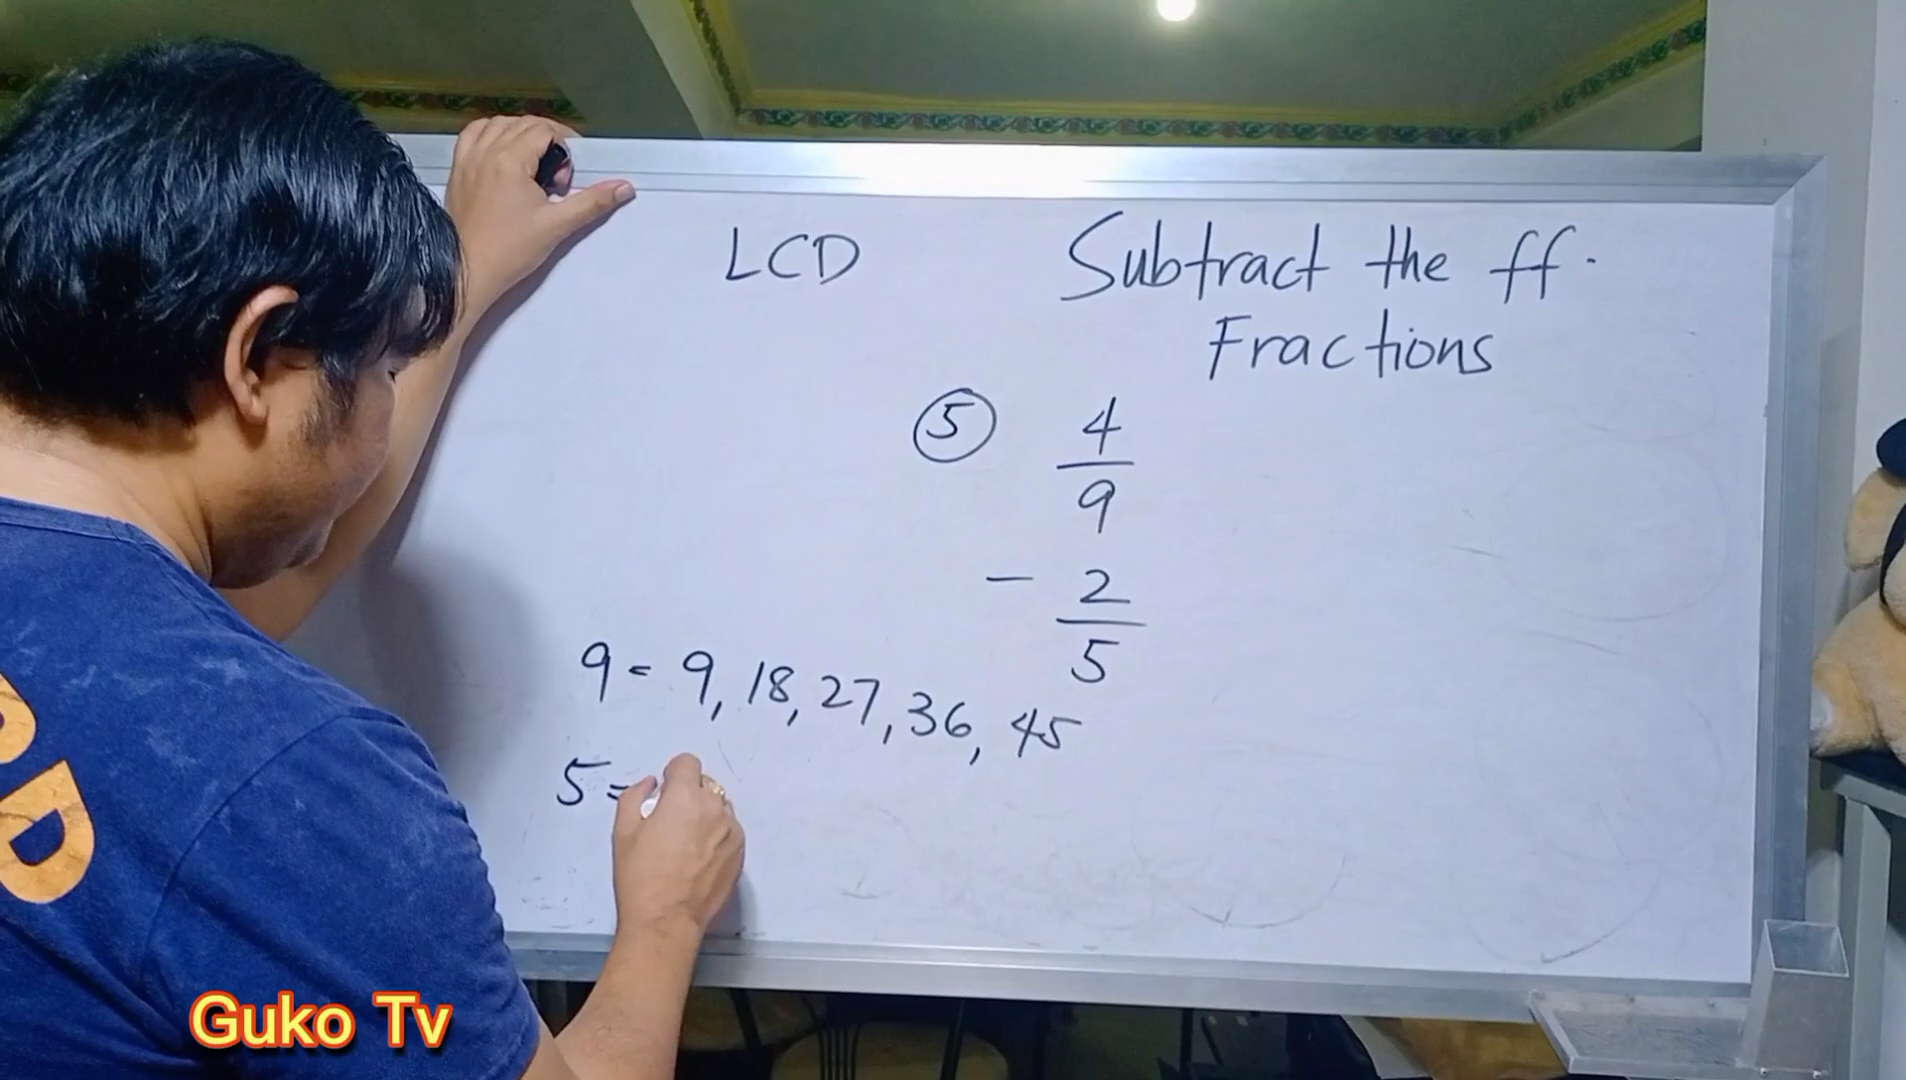 LCD
Subtract the ff.
Fractions
5
4
9
- 2
5
9 = 9, 18, 27, 36, 45
5 =
Guko Tv